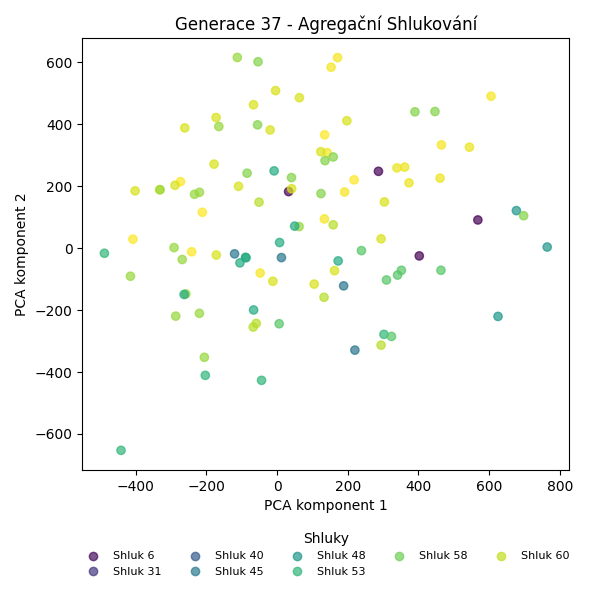 Generace 37 - Agregační Shlukování
PCA komponent 2
600
400
200
0
−200
−400
−600
−400 −200 0 200 400 600 800
PCA komponent 1
Shluky
Shluk 6 Shluk 40 Shluk 48 Shluk 58 Shluk 60
Shluk 31 Shluk 45 Shluk 53